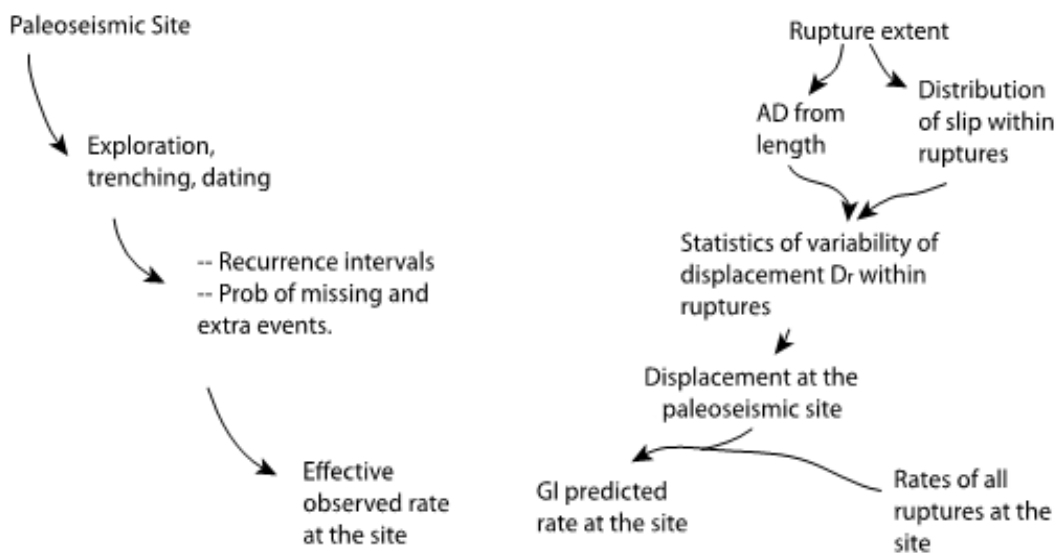 Paleoseismic Site
Exploration,
trenching, dating
-- Recurrence intervals
-- Prob of missing and
extra events.
Effective
observed rate
at the site
Rupture extent
AD from
length
Distribution
of slip within
ruptures
Statistics of variability of
displacement Dr within
ruptures
Displacement at the
paleoseismic site
GI predicted
rate at the site
Rates of all
ruptures at the
site